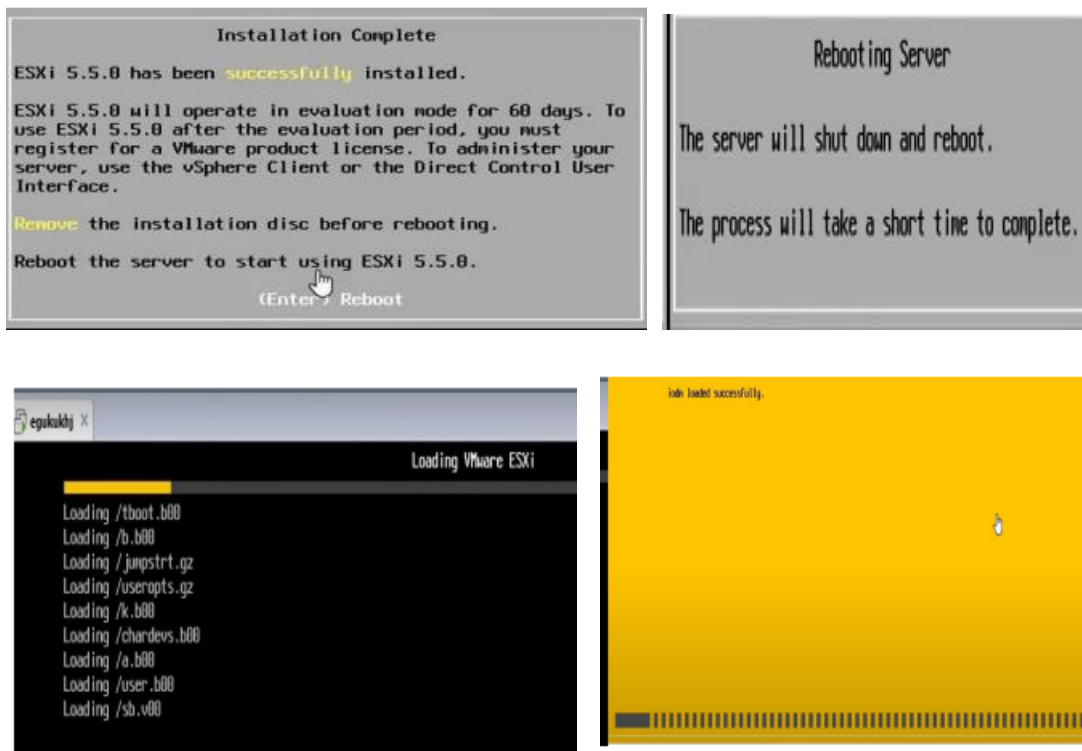 Installation Complete
ESXi 5.5.0 has been successfully installed.
ESXi 5.5.0 will operate in evaluation mode for 60 days. To
use ESXi 5.5.0 after the evaluation period, you must
register for a VMware product license. To administer your
server, use the vSphere Client or the Direct Control User
Interface.
Remove the installation disc before rebooting.
Reboot the server to start using ESXi 5.5.0.
(Enter) Reboot
Rebooting Server
The server will shut down and reboot.
The process will take a short time to complete.
egukukhj X
Loading VMware ESXi
Loading /tboot.b00
Loading /b.b00
Loading /jumpstrt.gz
Loading /useropts.gz
Loading /k.b00
Loading /chardevs.b00
Loading /a.b00
Loading /user.b00
Loading /sb.v00
iodm loaded successfully.